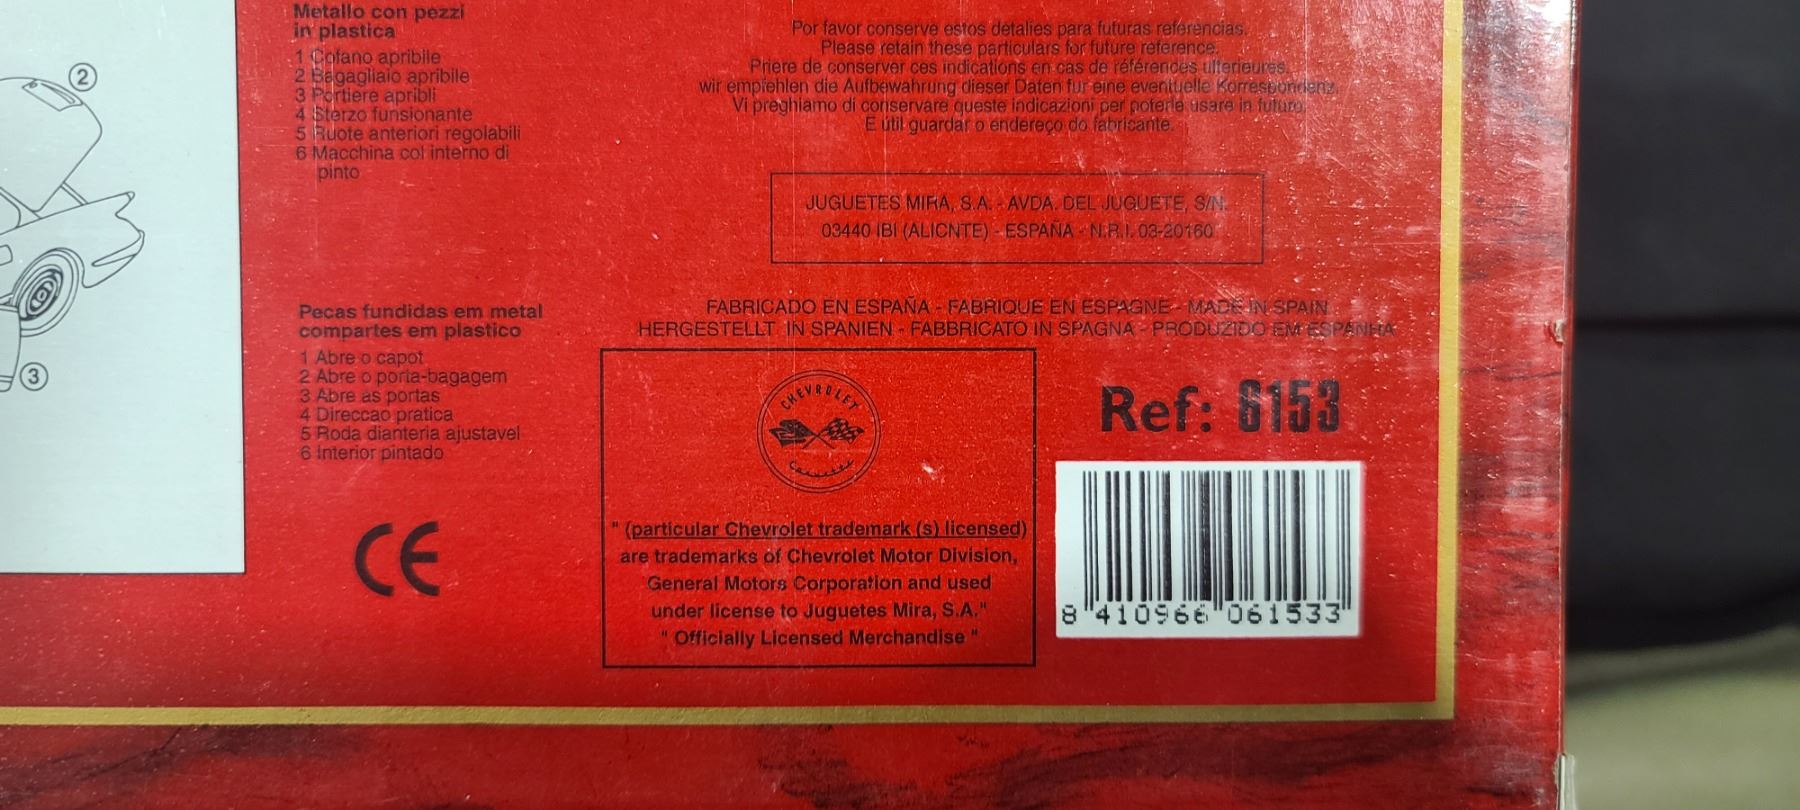 Metallo con pezzi
in plastica
1 Cofano apribile
2 Bagagliaio apribile
3 Portiere apribli
4 Sterzo funsionante
5 Ruote anteriori regolabili
6 Macchina col interno di
pinto
Pecas fundidas em metal
compartes em plastico
1 Abre o capot
2 Abre o porta-bagagem
3 Abre as portas
4 Direccao pratica
5 Roda dianteria ajustavel
6 Interior pintado
2
3
CE
Por favor conserve estos detalles para futuras referencias.
Please retain these particulars for future reference.
Priere de conserver ces indications en cas de références ulterieures.
wir empfehlen die Aufbewahrung dieser Daten fur eine eventuelle Korrespondenz.
Vi preghiamo di conservare queste indicazioni per poterle usare in futuro.
E útil guardar o endereço do fabricante.
JUGUETES MIRA, S.A. - AVDA. DEL JUGUETE, S/N.
03440 IBI (ALICNTE) - ESPAÑA - N.R.I. 03-20160
FABRICADO EN ESPAÑA - FABRIQUE EN ESPAGNE - MADE IN SPAIN
HERGESTELLT IN SPANIEN - FABBRICATO IN SPAGNA - PRODUZIDO EM ESPANHA
CHEVROLET
Corvette
" (particular Chevrolet trademark (s) licensed)
are trademarks of Chevrolet Motor Division,
General Motors Corporation and used
under license to Juguetes Mira, S.A."
" Officially Licensed Merchandise "
Ref: 6153
8 410966 061533